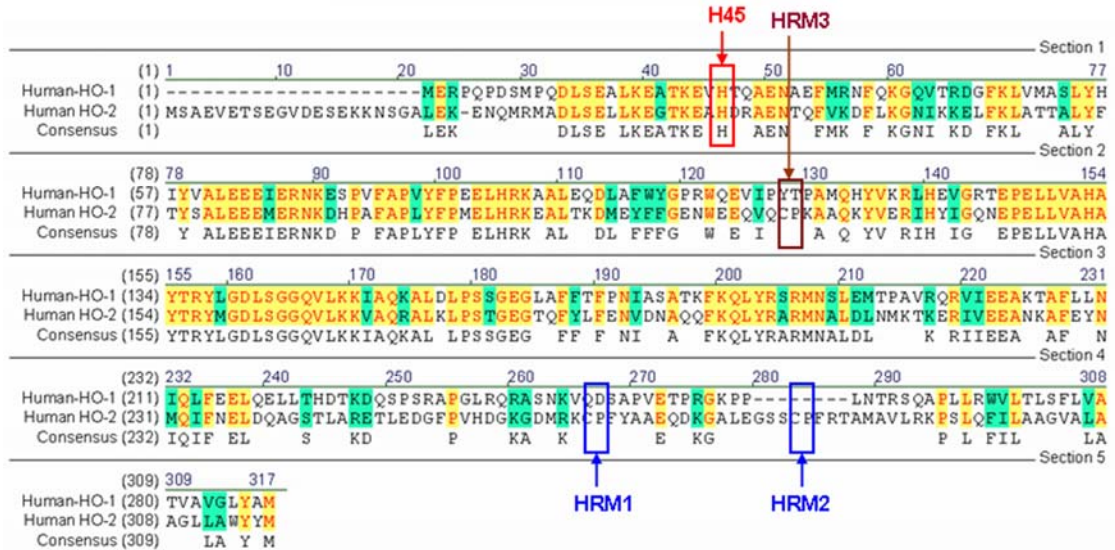 H45 HRM3
Section 1
(1) 1 10 20 30 40 50 60 77
Human-HO-1 (1) ---------------------MERPQPDSMPQDLSEALKEATKEVHTQAENAEFMRNFQKGQVTRDGFKLVMASLYH
Human HO-2 (1) MSAEVETSEGVDESEKKNSGALEK-ENQMRMADLSELLKEGTKEAHDRAENTQFVKDFLKGNIKKELFKLATTALYF
Consensus (1) LEK DLSE LKEATKE H AEN FMK F KGNI KD FKL ALY
Section 2
(78) 78 90 100 110 120 130 140 154
Human-HO-1 (57) IYVALEEEIERNKESPVFAPVYFPEELHRKAALEQDLAFWYGPRWQEVIPYTPAMQHYVKRLHEVGRTEPELLVAHA
Human HO-2 (77) TYSALEEEMERNKDHPAFAPLYFPMELHRKEALTKDMEYFFGENWEEQVQCPKAAQKYVERIHYIGQNEPELLVAHA
Consensus (78) Y ALEEEIERNKD P FAPLYFP ELHRK AL DL FFFG W E I A Q YV RIH IG EPELLVAHA
Section 3
(155) 155 160 170 180 190 200 210 220 231
Human-HO-1 (134) YTRYLGDLSGGQVLKKIAQKALDLPSSGEGLAFFTFPNIASATKFKQLYRSRMNSLEMTPAVRQRVIEEAKTAFLLN
Human HO-2 (154) YTRYMGDLSGGQVLKKVAQRALKLPSTGEGTQFYLFENVDNAQQFKQLYRARMNALDLNMKTKERIVEEANKAFEYN
Consensus (155) YTRYLGDLSGGQVLKKIAQKAL LPSSGEG FF F NI A FKQLYRARMNALDL K RIIEEA AF N
Section 4
(232) 232 240 250 260 270 280 290 308
Human-HO-1 (211) IQLFEELQELLTHDTKDQSPSRAPGLRQRASNKVQDSAPVETPRGKPP--------LNTRSQAPLLRWVLTLSFLVA
Human HO-2 (231) MQIFNELDQAGSTLARETLEDGFPVHDGKGDMRKCPFYAAEQDKGALEGSSCPFRTAMAVLRKPSLQFILAAGVALA
Consensus (232) IQIF EL S KD P KA K E KG P L FIL LA
Section 5
(309) 309 317
Human-HO-1 (280) TVAVGLYAM
Human HO-2 (308) AGLLAWYYM
Consensus (309) LA Y M
HRM1 HRM2